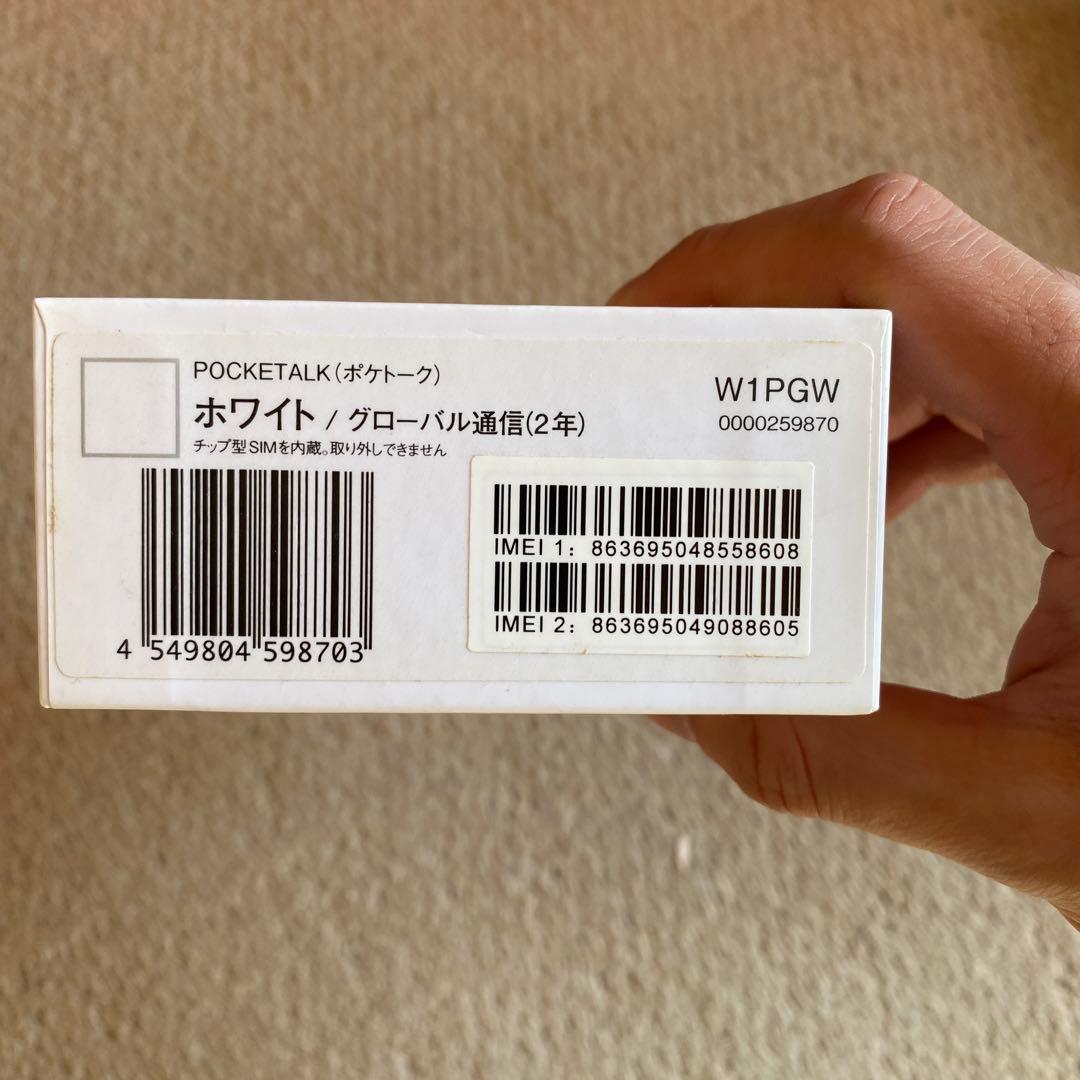 POCKETALK(ポケトーク)
ホワイト / グローバル通信(2年)
チップ型SIMを内蔵。取り外しできません
W1PGW
0000259870
4 549804 598703
IMEI 1: 863695048558608
IMEI 2: 863695049088605